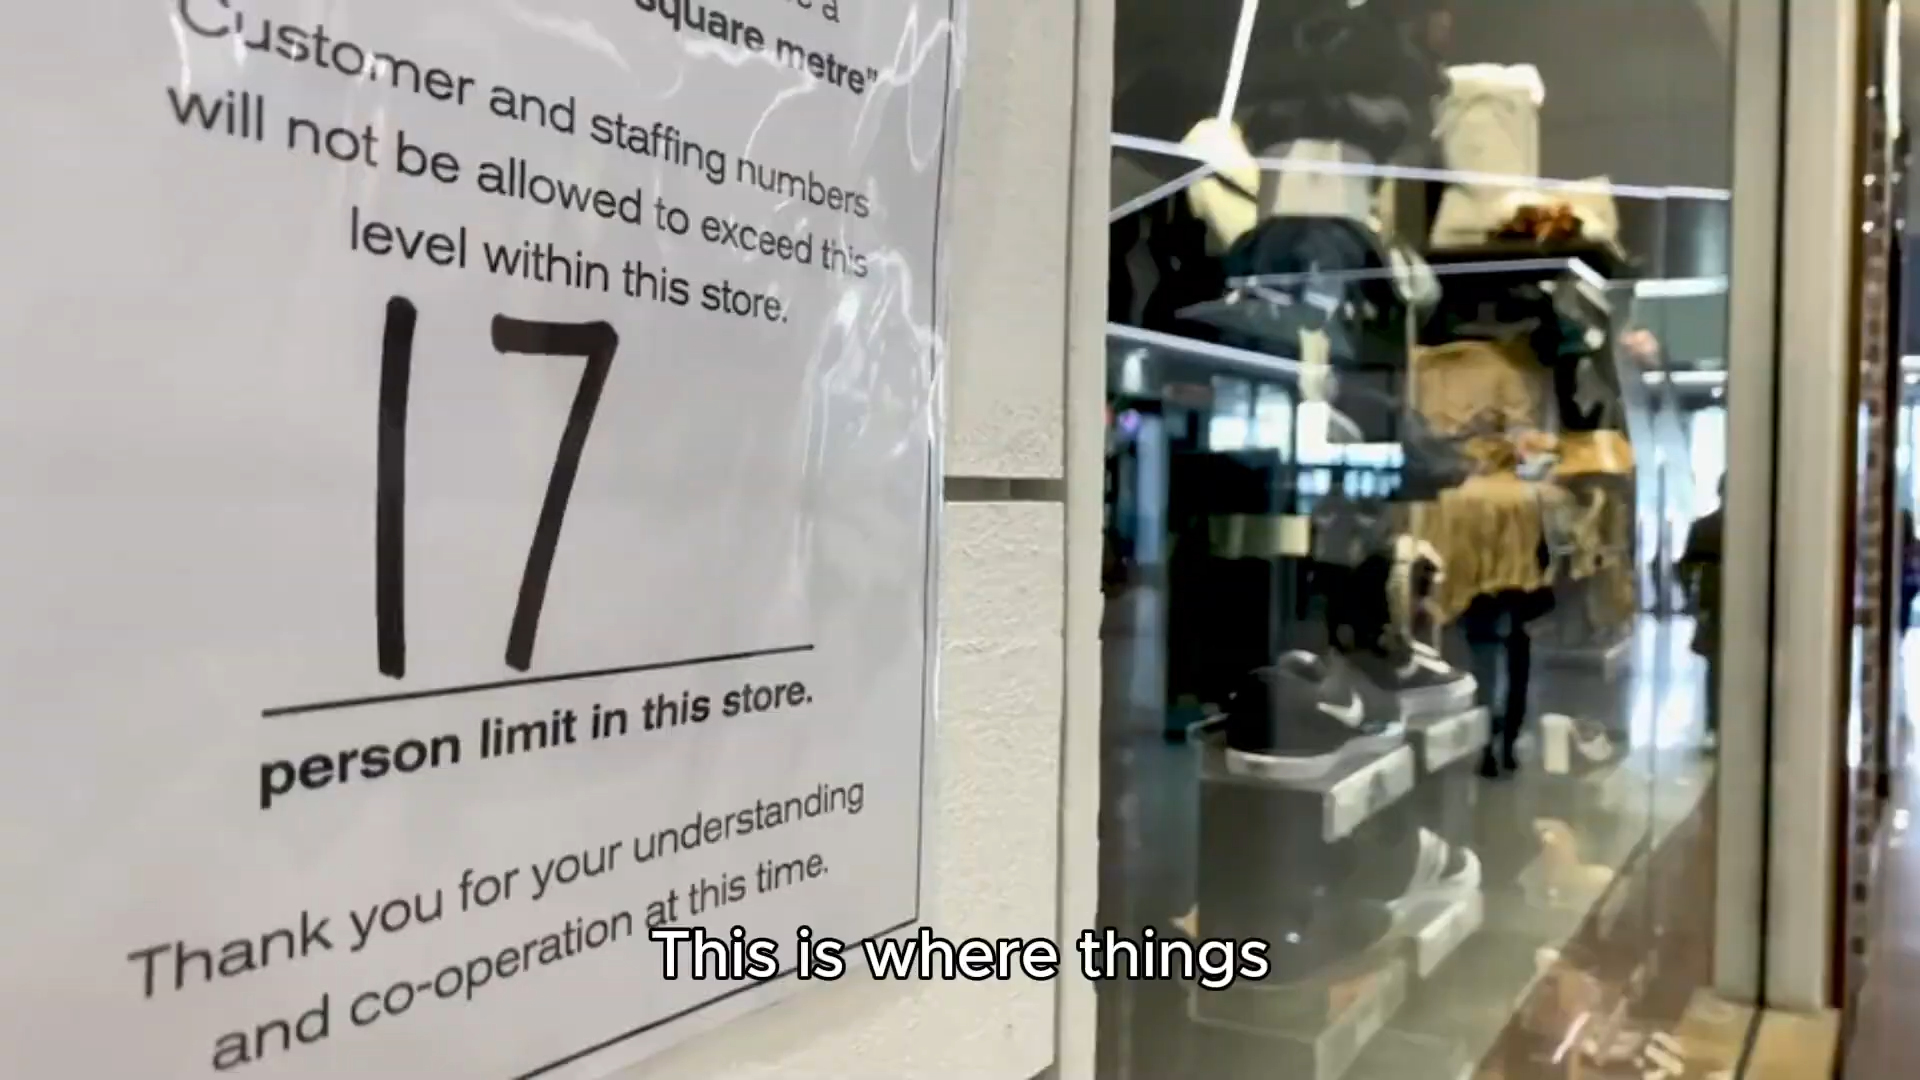 square metre"
Customer and staffing numbers
will not be allowed to exceed this
level within this store.
17
person limit in this store.
Thank you for your understanding
and co-operation at this time.
This is where things